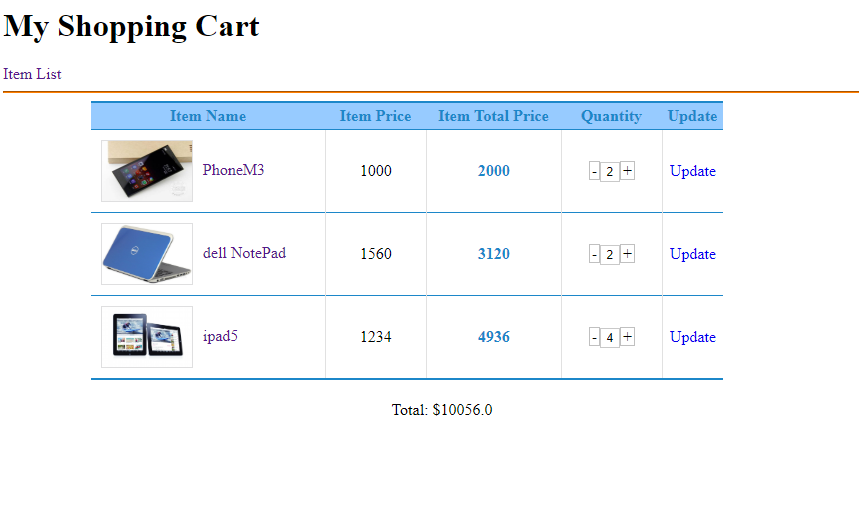 My Shopping Cart
Item List
Item Name Item Price Item Total Price Quantity Update
PhoneM3 1000 2000 - 2 + Update
dell NotePad 1560 3120 - 2 + Update
ipad5 1234 4936 - 4 + Update
Total: $10056.0